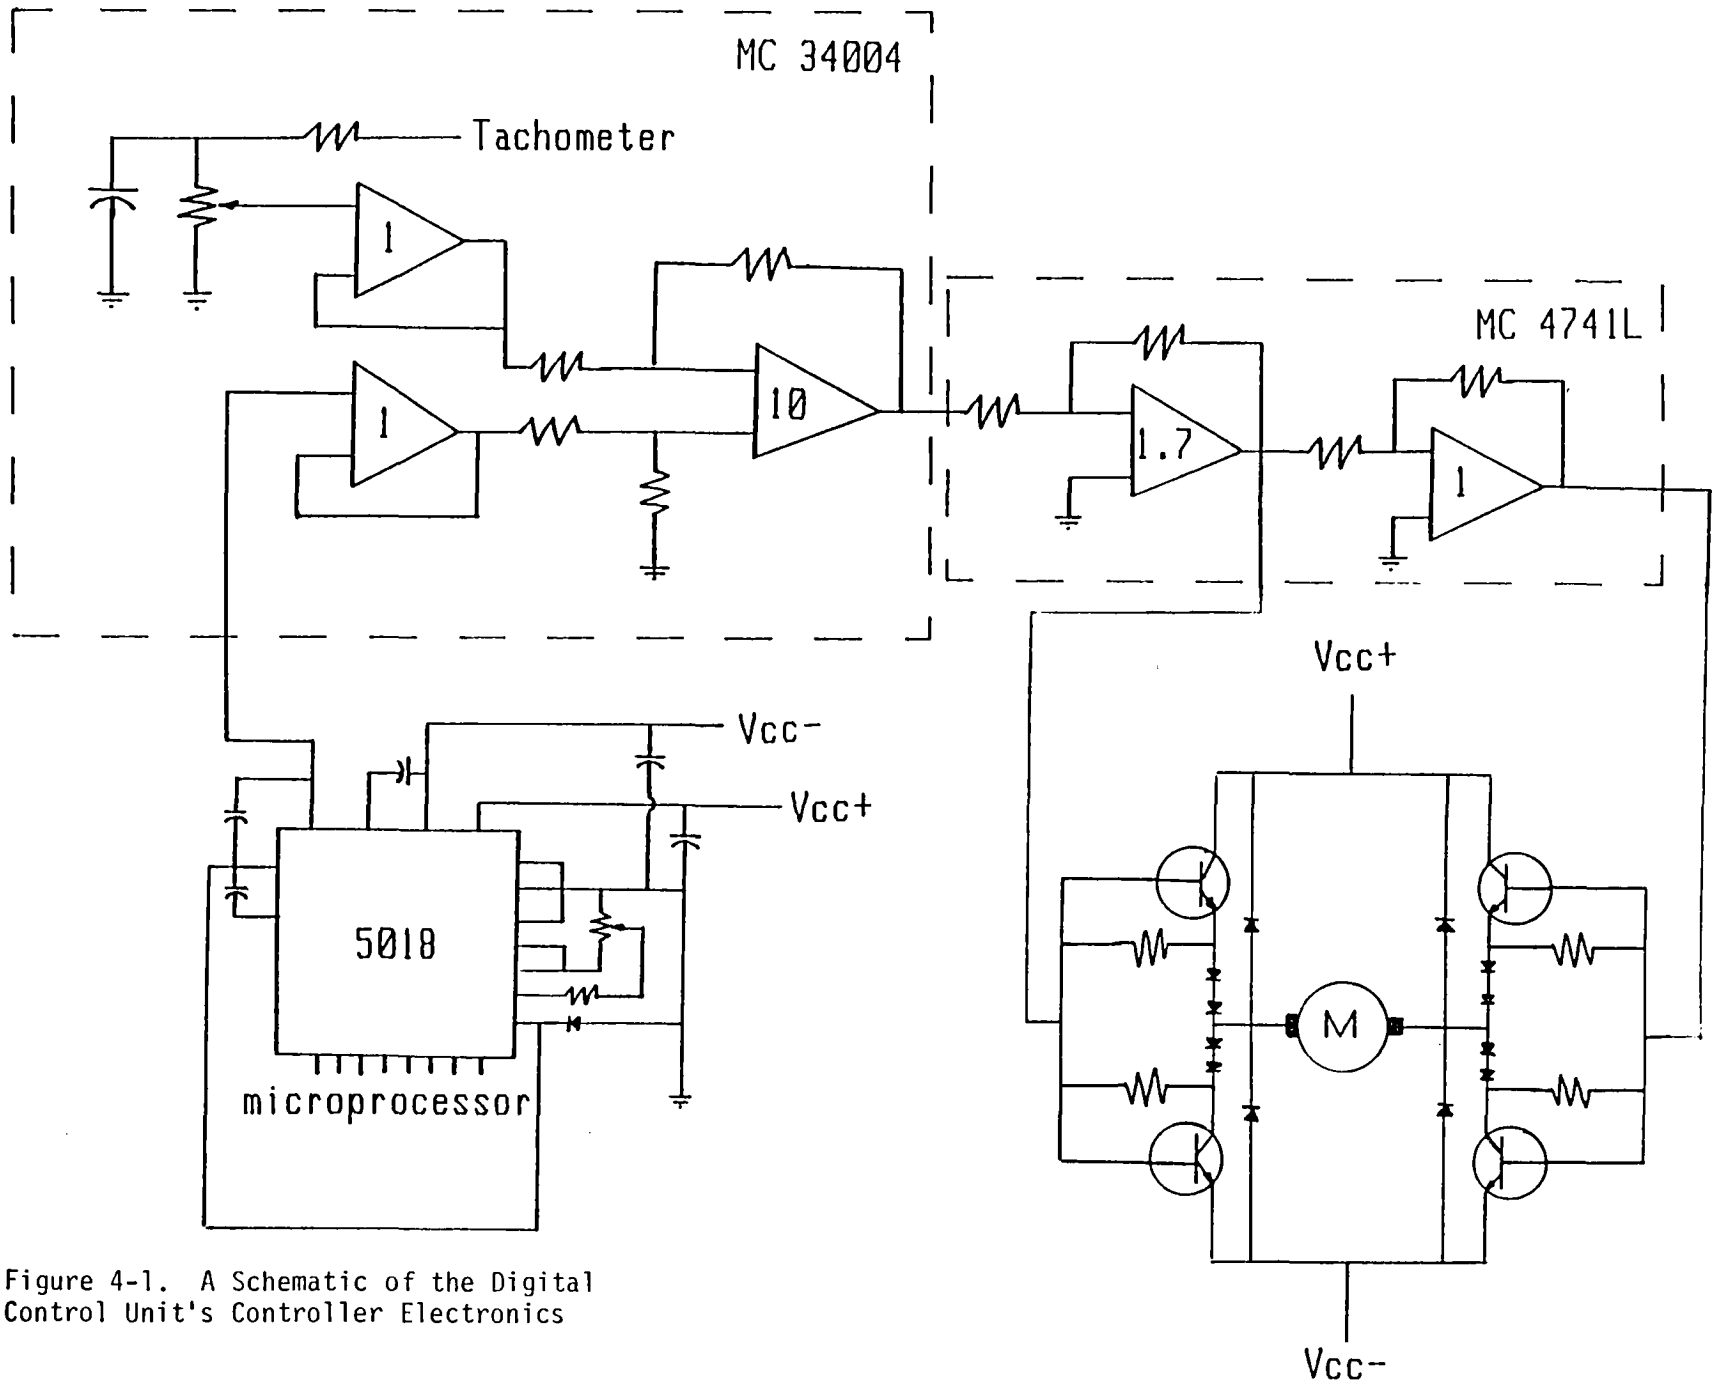 MC 34004
Tachometer
1
1
10
MC 4741L
1.7
1
Vcc-
Vcc+
5018
microprocessor
Vcc+
M
Vcc-
Figure 4-1. A Schematic of the Digital
Control Unit's Controller Electronics